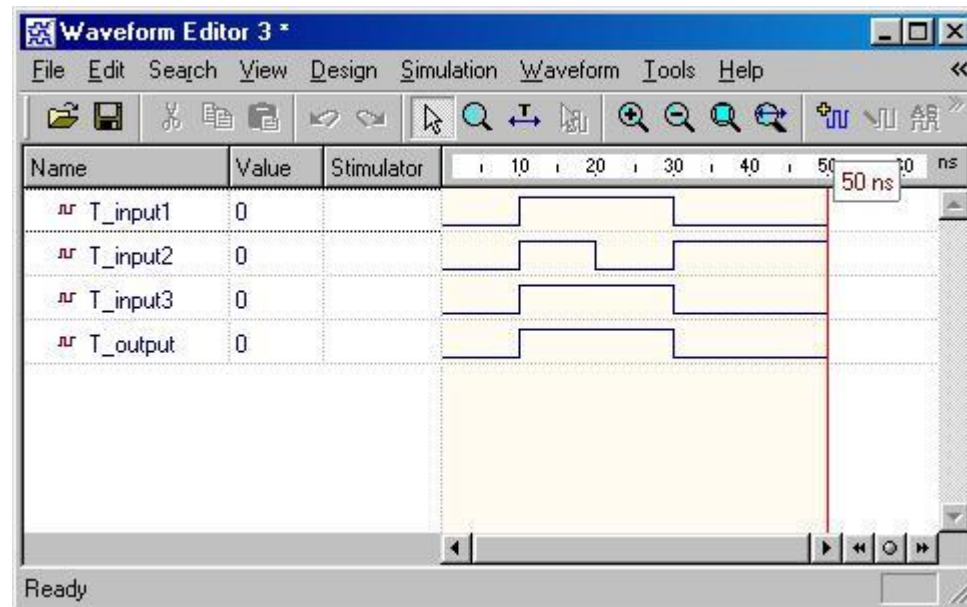 Waveform Editor 3 *
File Edit Search View Design Simulation Waveform Tools Help
Name Value Stimulator 10 20 30 40 50 60 ns
50 ns
T_input1 0
T_input2 0
T_input3 0
T_output 0
Ready